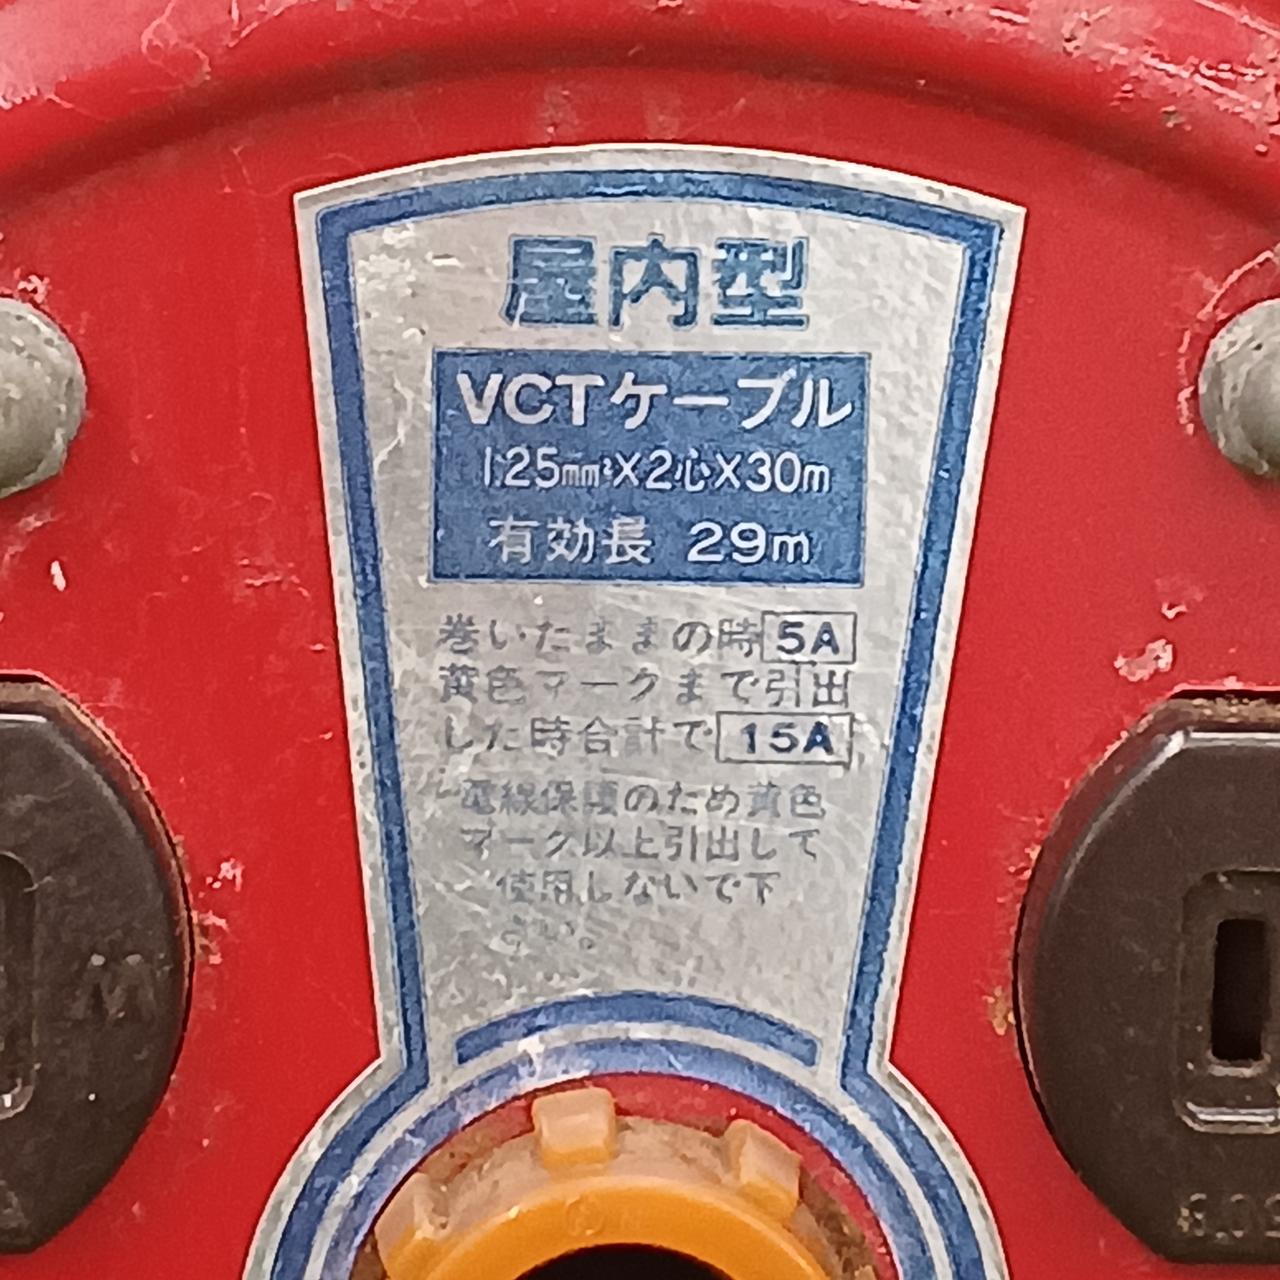 屋内型
VCTケーブル
1.25mm²×2心×30m
有効長 29m
巻いたままの時 5A
黄色マークまで引出
した時合計で 15A
電線保護のため黄色
マーク以上引出して
使用しないで下
さい。